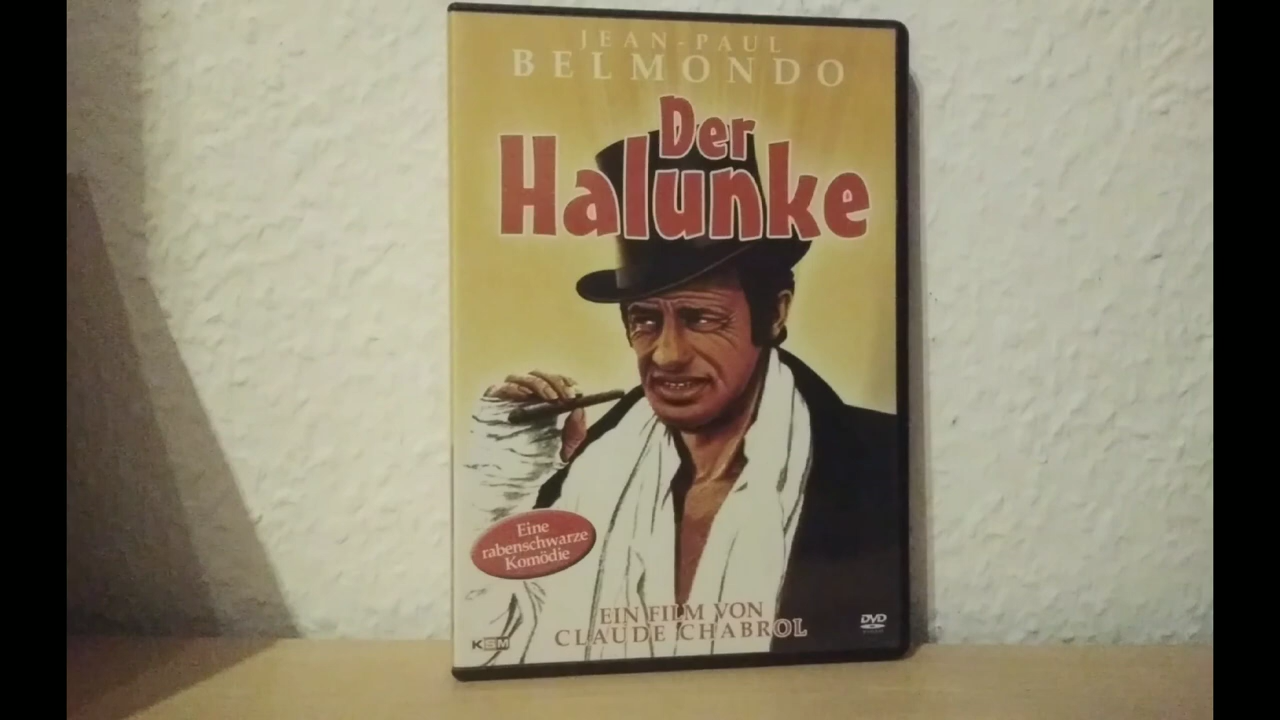 JEAN-PAUL
BELMONDO
Der
Halunke
Eine
rabenschwarze
Komödie
EIN FILM VON
CLAUDE CHABROL
KSM
DVD